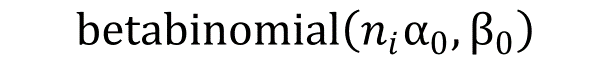 betabinomial(nᵢα₀, β₀)